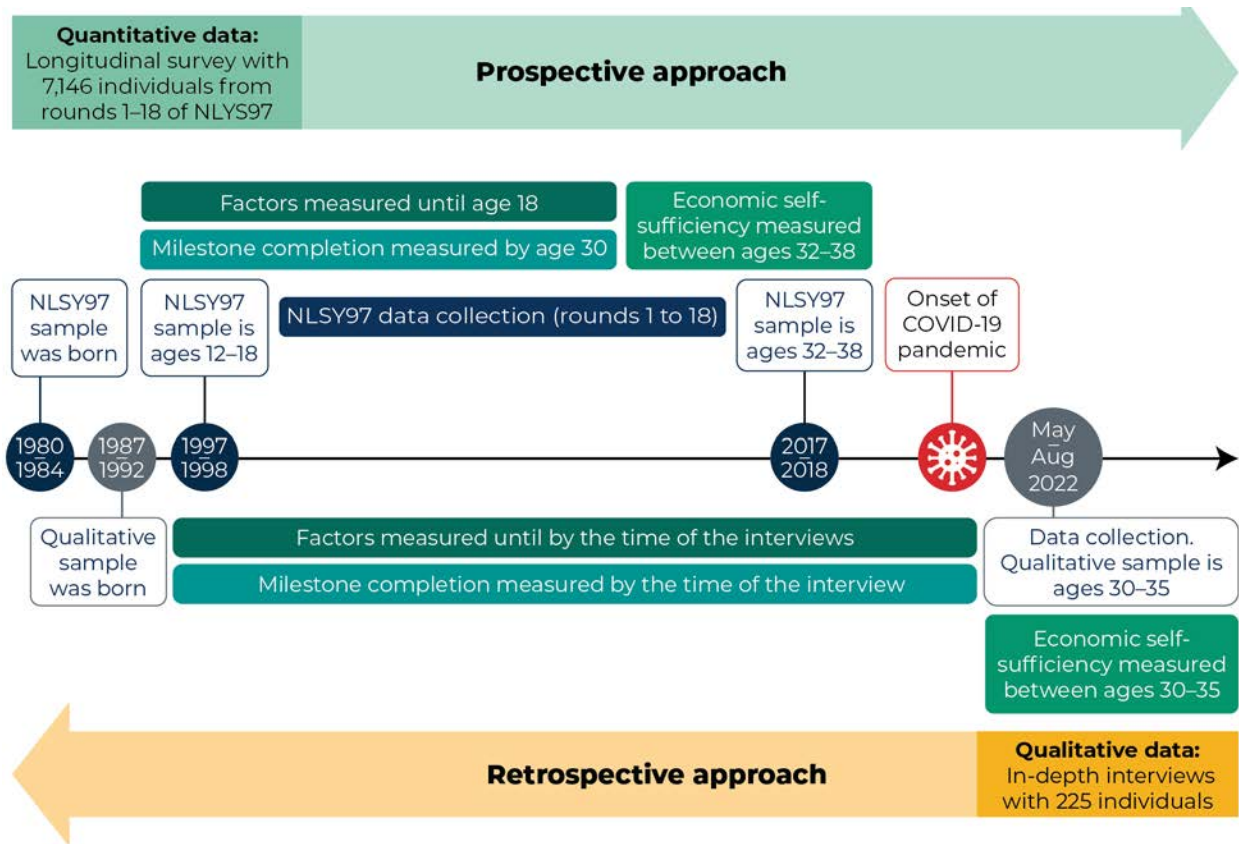 Quantitative data:
Longitudinal survey with
7,146 individuals from
rounds 1–18 of NLYS97
Prospective approach
Factors measured until age 18
Milestone completion measured by age 30
Economic self-
sufficiency measured
between ages 32–38
NLSY97
sample
was born
NLSY97
sample is
ages 12–18
NLSY97 data collection (rounds 1 to 18)
NLSY97
sample is
ages 32–38
Onset of
COVID-19
pandemic
1980
–
1984
1987
–
1992
1997
–
1998
2017
–
2018
May
–
Aug
2022
Qualitative
sample
was born
Factors measured until by the time of the interviews
Milestone completion measured by the time of the interview
Data collection.
Qualitative sample is
ages 30–35
Economic self-
sufficiency measured
between ages 30–35
Retrospective approach
Qualitative data:
In-depth interviews
with 225 individuals